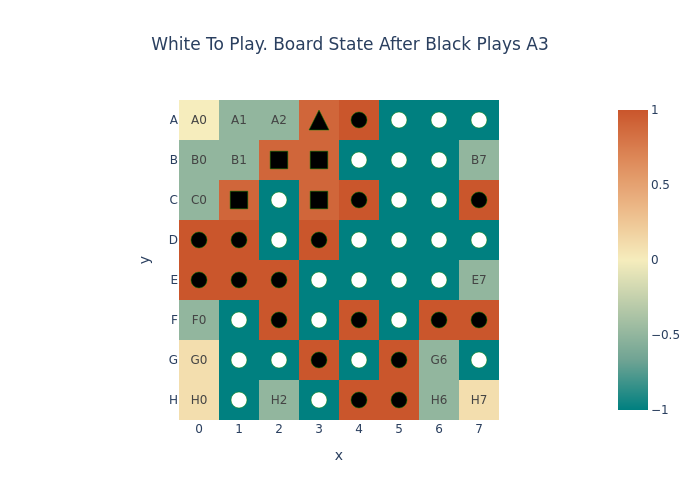 White To Play. Board State After Black Plays A3
A A0 A1 A2
B B0 B1 B7
C C0
D
E E7
F F0
G G0 G6
H H0 H2 H6 H7
0 1 2 3 4 5 6 7
x
y
1
0.5
0
−0.5
−1